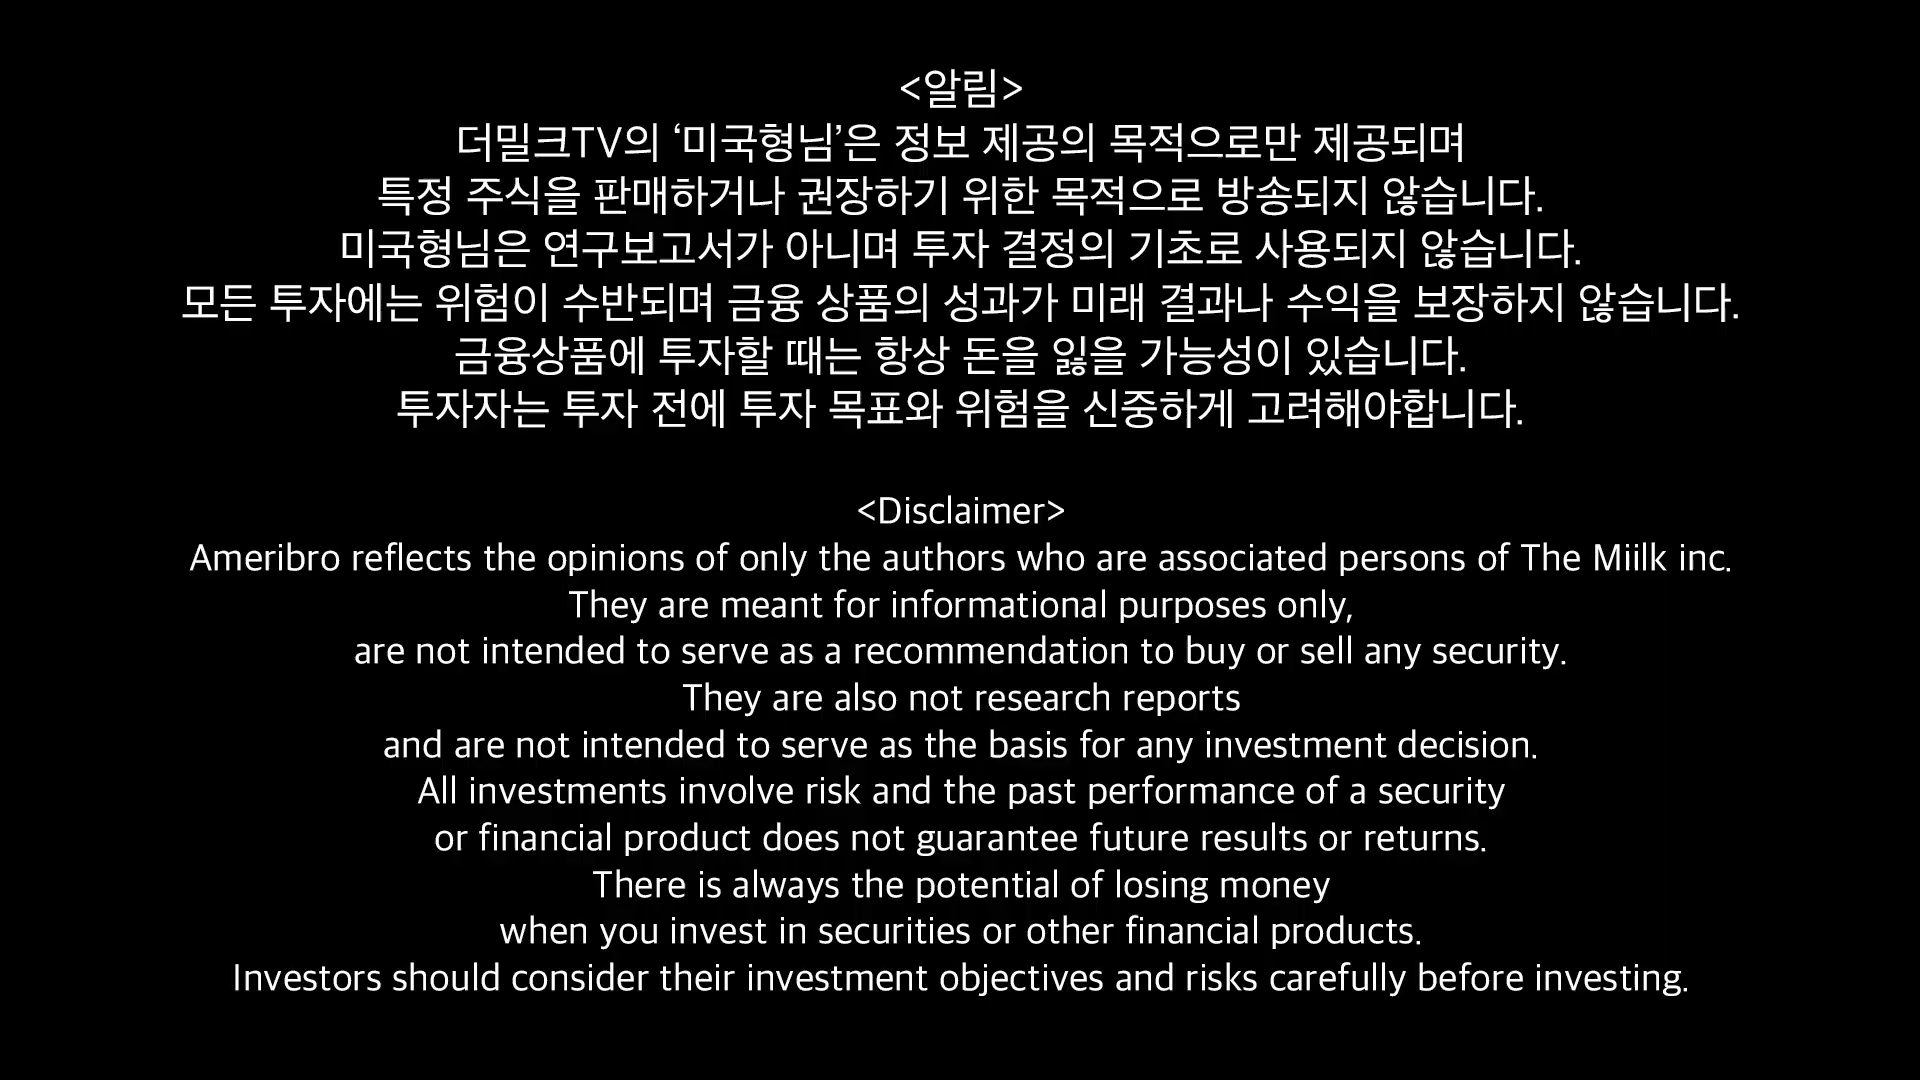 <알림>
더밀크TV의 ‘미국형님’은 정보 제공의 목적으로만 제공되며
특정 주식을 판매하거나 권장하기 위한 목적으로 방송되지 않습니다.
미국형님은 연구보고서가 아니며 투자 결정의 기초로 사용되지 않습니다.
모든 투자에는 위험이 수반되며 금융 상품의 성과가 미래 결과나 수익을 보장하지 않습니다.
금융상품에 투자할 때는 항상 돈을 잃을 가능성이 있습니다.
투자자는 투자 전에 투자 목표와 위험을 신중하게 고려해야합니다.
<Disclaimer>
Ameribro reflects the opinions of only the authors who are associated persons of The Miilk inc.
They are meant for informational purposes only,
are not intended to serve as a recommendation to buy or sell any security.
They are also not research reports
and are not intended to serve as the basis for any investment decision.
All investments involve risk and the past performance of a security
or financial product does not guarantee future results or returns.
There is always the potential of losing money
when you invest in securities or other financial products.
Investors should consider their investment objectives and risks carefully before investing.